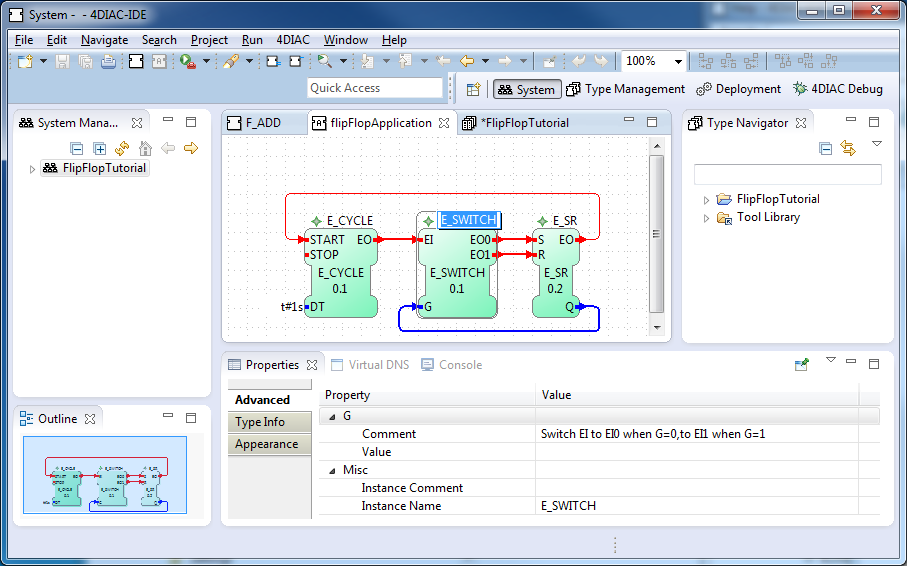 System - - 4DIAC-IDE
File Edit Navigate Search Project Run 4DIAC Window Help
100%
Quick Access
System Type Management Deployment 4DIAC Debug
System Mana...
FlipFlopTutorial
F_ADD flipFlopApplication *FlipFlopTutorial
E_CYCLE E_SWITCH E_SR
START EO EI EO0 S EO
STOP EO1 R
E_CYCLE E_SWITCH E_SR
0.1 0.1 0.2
t#1s DT G Q
Type Navigator
FlipFlopTutorial
Tool Library
Outline
E_CYCLE E_SWITCH E_SR
Properties Virtual DNS Console
Advanced
Type Info
Appearance
Property Value
G
Comment Switch EI to EI0 when G=0,to EI1 when G=1
Value
Misc
Instance Comment
Instance Name E_SWITCH